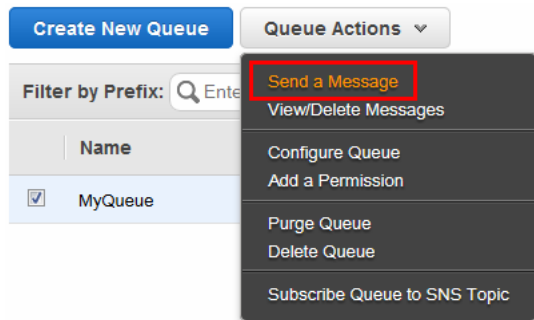 Create New Queue Queue Actions
Filter by Prefix: Ente
Send a Message
View/Delete Messages
Name
Configure Queue
Add a Permission
MyQueue
Purge Queue
Delete Queue
Subscribe Queue to SNS Topic